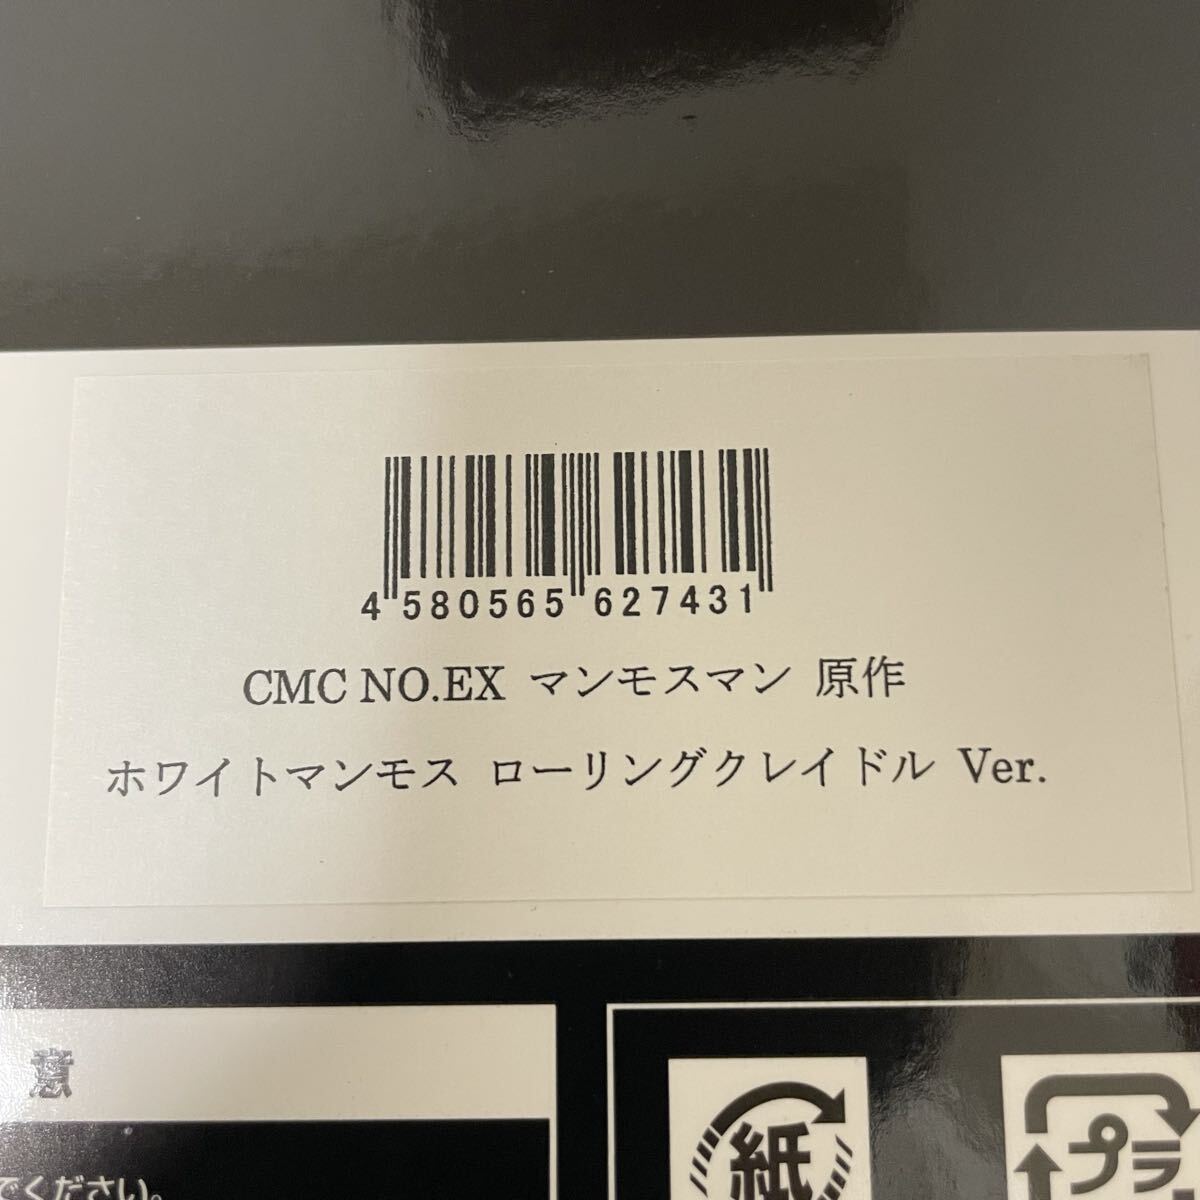 4 580565 627431
CMC NO.EX マンモスマン 原作
ホワイトマンモス ローリングクレイドル Ver.
意
でください。
紙
プラ